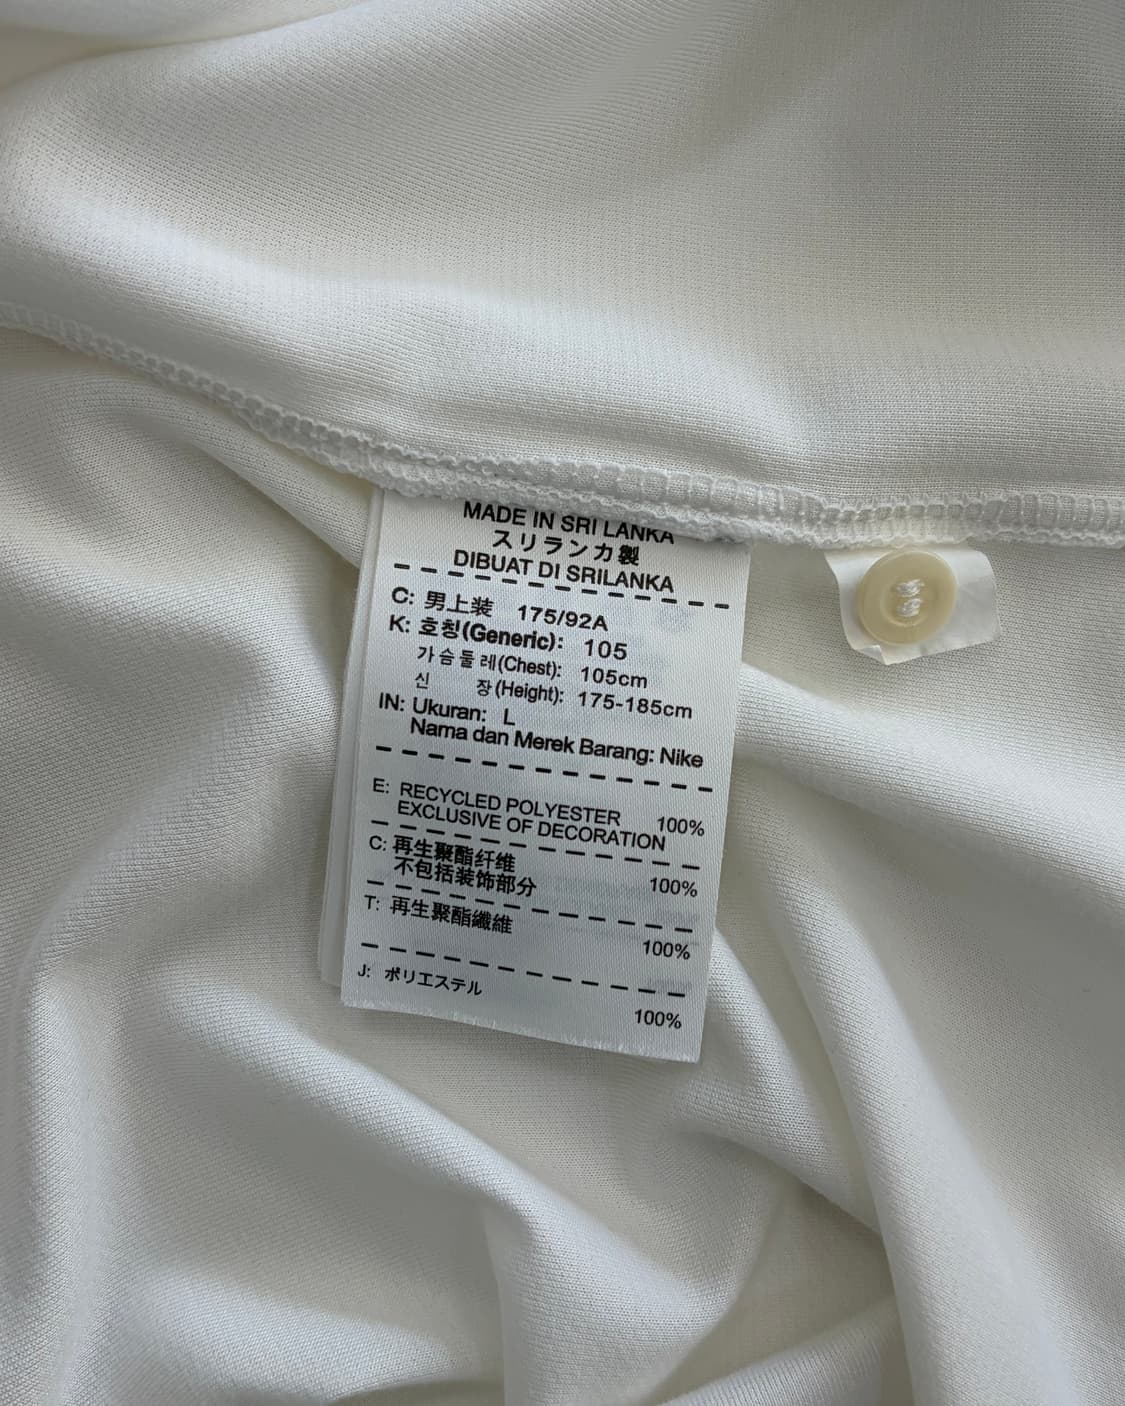 MADE IN SRI LANKA
スリランカ製
DIBUAT DI SRILANKA
C: 男上装 175/92A
K: 호칭(Generic): 105
가슴둘레(Chest): 105cm
신 장(Height): 175-185cm
IN: Ukuran: L
Nama dan Merek Barang: Nike
E: RECYCLED POLYESTER 100%
EXCLUSIVE OF DECORATION
C: 再生聚酯纤维 100%
不包括装饰部分
T: 再生聚酯纖維 100%
J: ポリエステル 100%